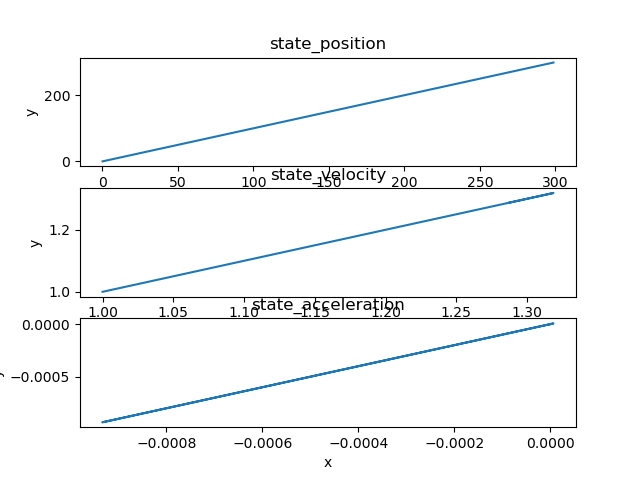 state_position
y
200
0
0 50 100 150 200 250 300
state_velocity
y
1.2
1.0
1.00 1.05 1.10 1.15 1.20 1.25 1.30
state_acceleration
0.0000
−0.0005
−0.0008 −0.0006 −0.0004 −0.0002 0.0000
x